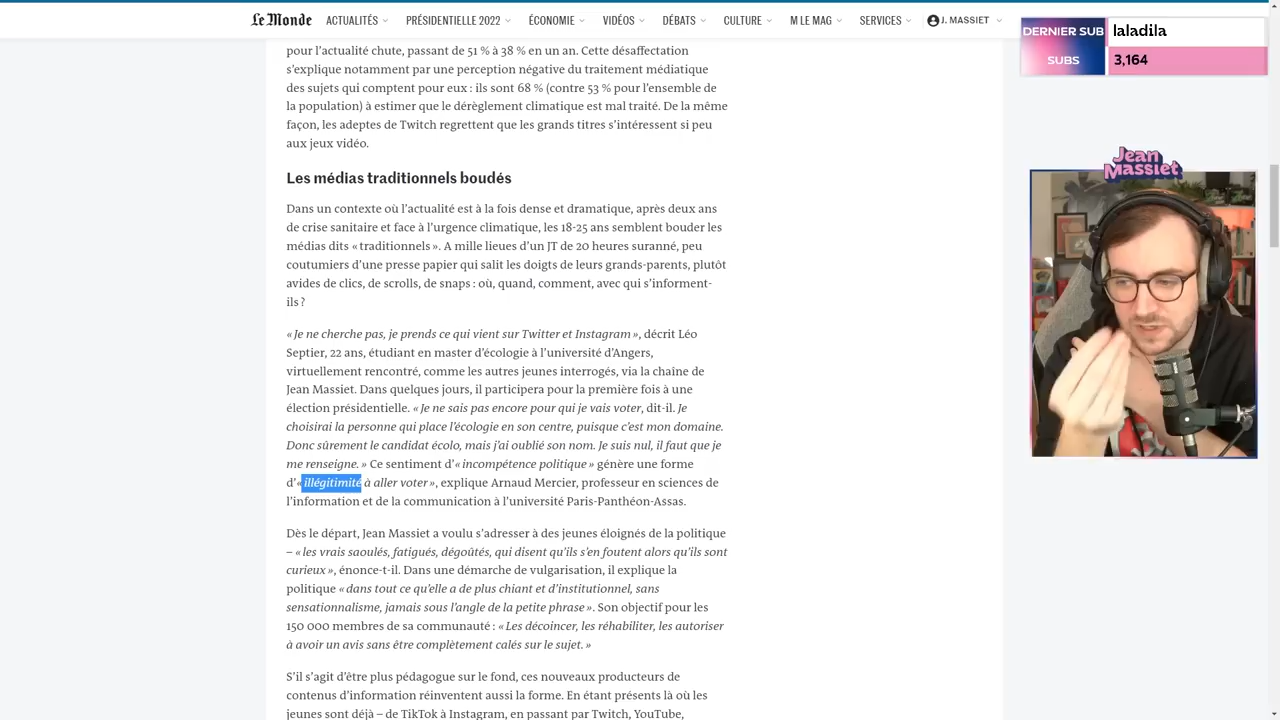 Le Monde
ACTUALITÉS
PRÉSIDENTIELLE 2022
ÉCONOMIE
VIDÉOS
DÉBATS
CULTURE
M LE MAG
SERVICES
J. MASSIET
DERNIER SUB
laladila
SUBS
3,164
Jean
Massiet
pour l’actualité chute, passant de 51 % à 38 % en un an. Cette désaffection
s’explique notamment par une perception négative du traitement médiatique
des sujets qui comptent pour eux : ils sont 68 % (contre 53 % pour l’ensemble de
la population) à estimer que le dérèglement climatique est mal traité. De la même
façon, les adeptes de Twitch regrettent que les grands titres s’intéressent si peu
aux jeux vidéo.
Les médias traditionnels boudés
Dans un contexte où l’actualité est à la fois dense et dramatique, après deux ans
de crise sanitaire et face à l’urgence climatique, les 18-25 ans semblent bouder les
médias dits « traditionnels ». A mille lieues d’un JT de 20 heures suranné, peu
coutumiers d’une presse papier qui salit les doigts de leurs grands-parents, plutôt
avides de clics, de scrolls, de snaps : où, quand, comment, avec qui s’informent-
ils ?
« Je ne cherche pas, je prends ce qui vient sur Twitter et Instagram », décrit Léo
Septier, 22 ans, étudiant en master d’écologie à l’université d’Angers,
virtuellement rencontré, comme les autres jeunes interrogés, via la chaîne de
Jean Massiet. Dans quelques jours, il participera pour la première fois à une
élection présidentielle. « Je ne sais pas encore pour qui je vais voter, dit-il. Je
choisirai la personne qui place l’écologie en son centre, puisque c’est mon domaine.
Donc sûrement le candidat écolo, mais j’ai oublié son nom. Je suis nul, il faut que je
me renseigne. » Ce sentiment d’« incompétence politique » génère une forme
d’« illégitimité à aller voter », explique Arnaud Mercier, professeur en sciences de
l’information et de la communication à l’université Paris-Panthéon-Assas.
Dès le départ, Jean Massiet a voulu s’adresser à des jeunes éloignés de la politique
– « les vrais saoulés, fatigués, dégoûtés, qui disent qu’ils s’en foutent alors qu’ils sont
curieux », énonce-t-il. Dans une démarche de vulgarisation, il explique la
politique « dans tout ce qu’elle a de plus chiant et d’institutionnel, sans
sensationnalisme, jamais sous l’angle de la petite phrase ». Son objectif pour les
150 000 membres de sa communauté : « Les décoincer, les réhabiliter, les autoriser
à avoir un avis sans être complètement calés sur le sujet. »
S’il s’agit d’être plus pédagogue sur le fond, ces nouveaux producteurs de
contenus d’information réinventent aussi la forme. En étant présents là où les
jeunes sont déjà – de TikTok à Instagram, en passant par Twitch, YouTube,